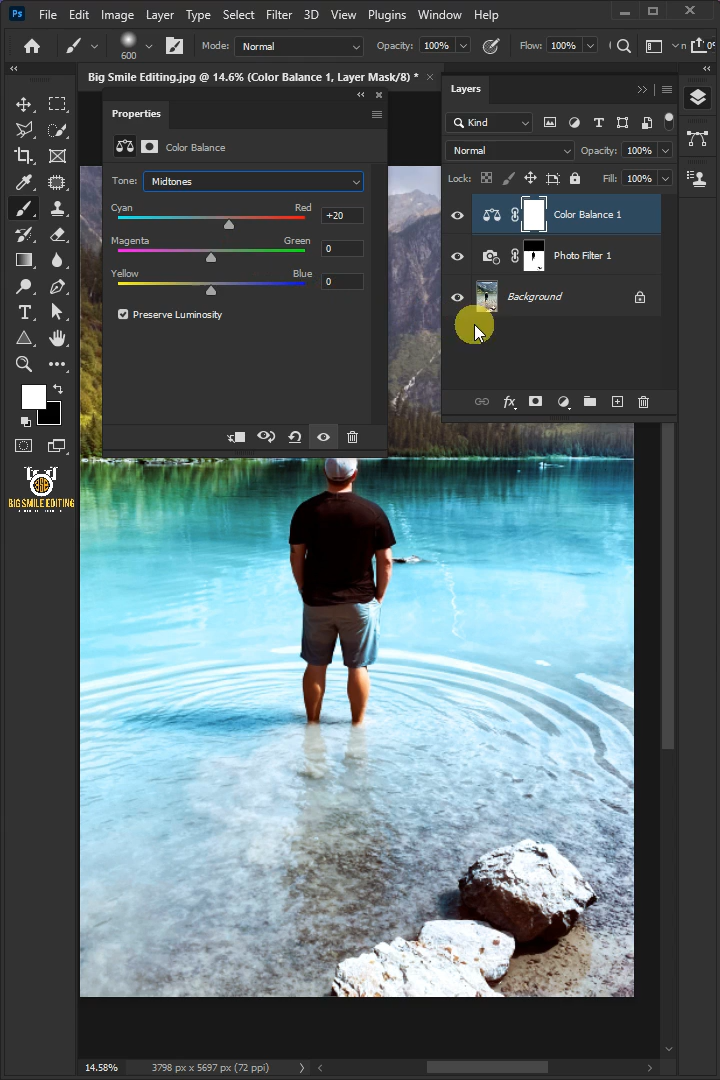 Ps File Edit Image Layer Type Select Filter 3D View Plugins Window Help
600 Mode: Normal Opacity: 100% Flow: 100% 0°
Big Smile Editing.jpg @ 14.6% (Color Balance 1, Layer Mask/8) *
Properties
Color Balance
Tone: Midtones
Cyan Red +20
Magenta Green 0
Yellow Blue 0
Preserve Luminosity
Layers
Kind
Normal Opacity: 100%
Lock: Fill: 100%
Color Balance 1
Photo Filter 1
Background
fx
BIG SMILE EDITING
14.58% 3798 px x 5697 px (72 ppi)